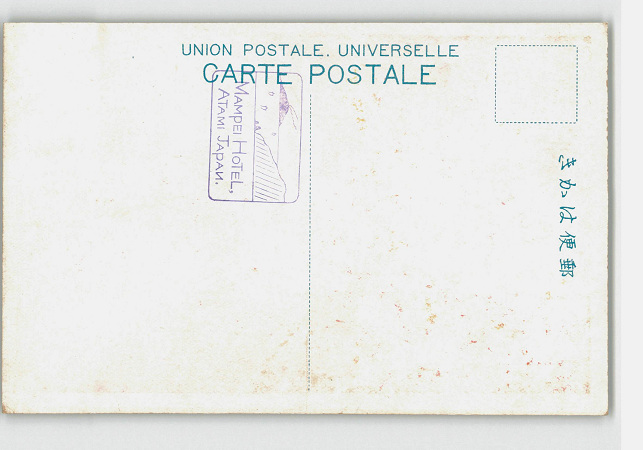 UNION POSTALE. UNIVERSELLE
CARTE POSTALE
MAMPEI HOTEL,
ATAMI JAPAN.
きかは便郵